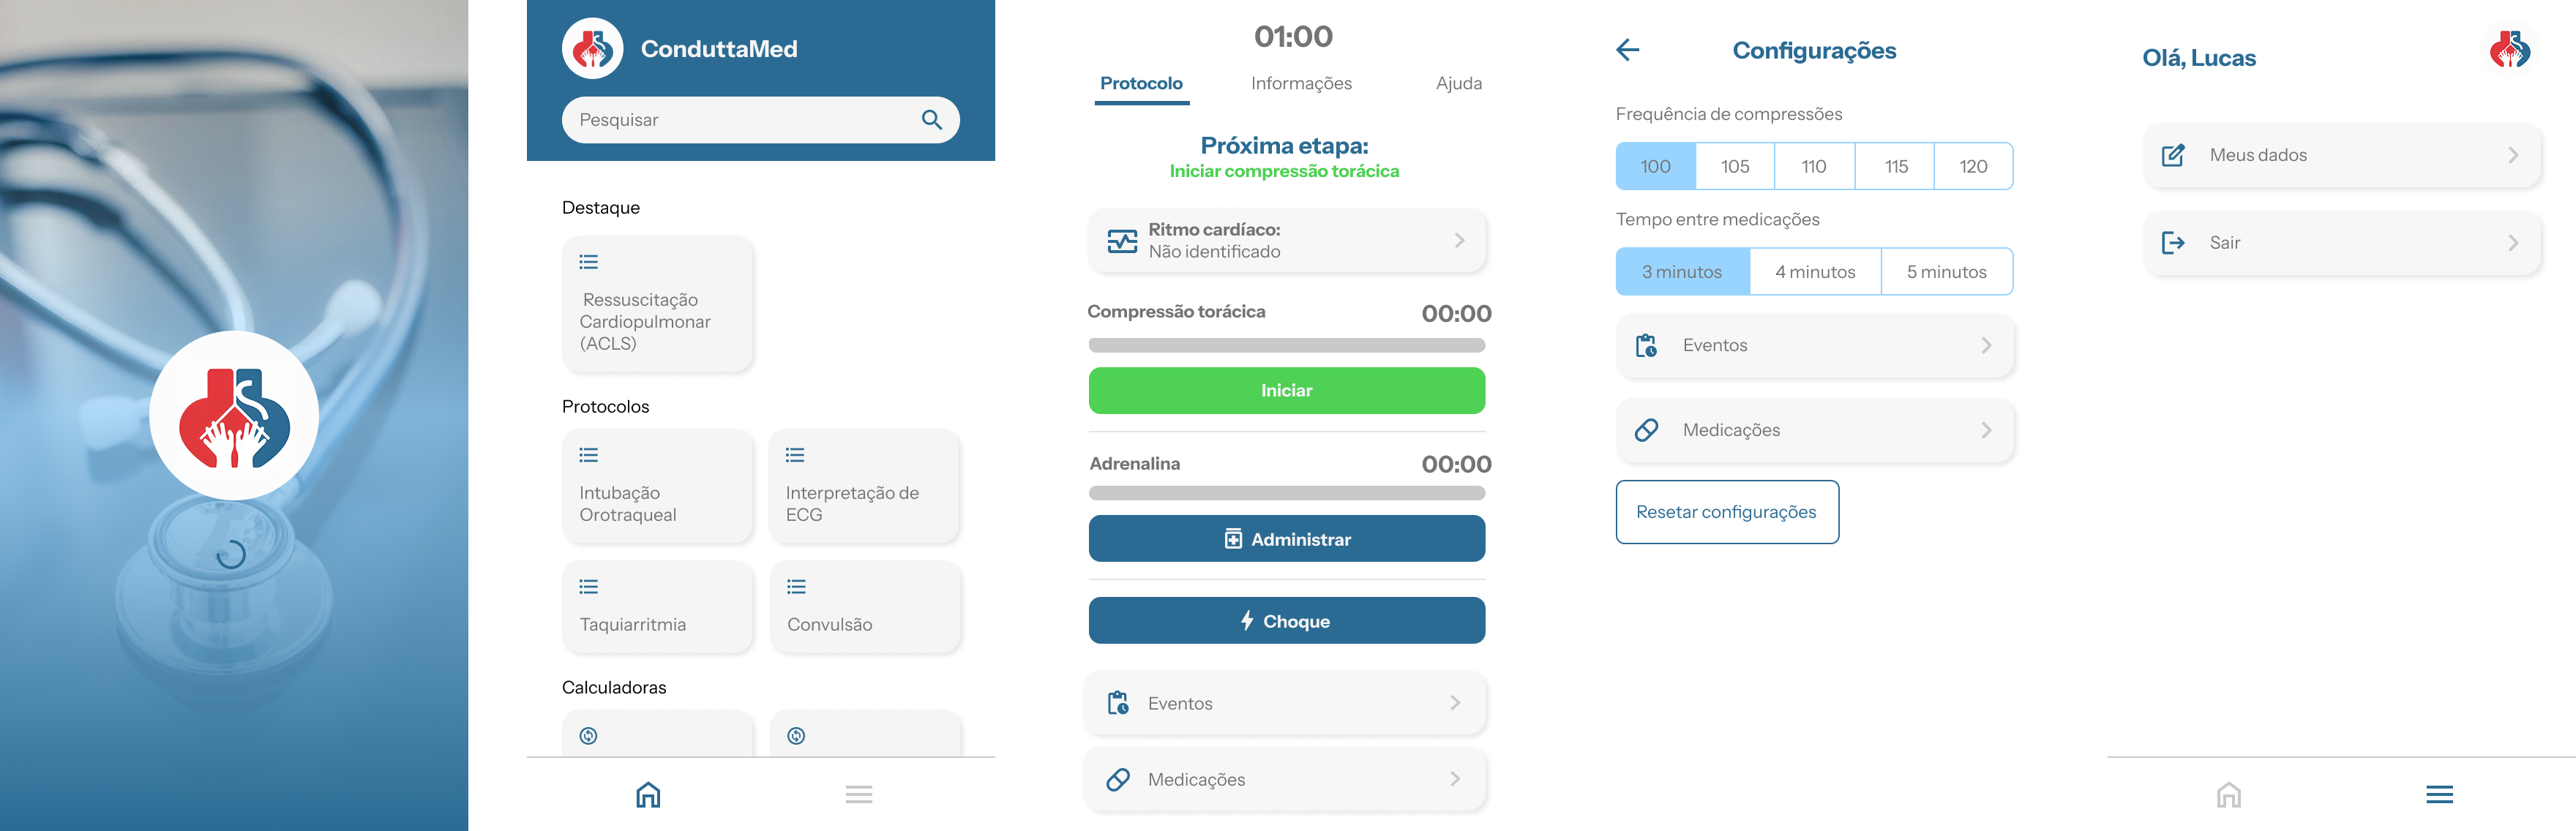 ConduttaMed
Pesquisar
Destaque
Ressuscitação
Cardiopulmonar
(ACLS)
Protocolos
Intubação
Orotraqueal
Interpretação de
ECG
Taquiarritmia
Convulsão
Calculadoras
01:00
Protocolo
Informações
Ajuda
Próxima etapa:
Iniciar compressão torácica
Ritmo cardíaco:
Não identificado
Compressão torácica
00:00
Iniciar
Adrenalina
00:00
Administrar
Choque
Eventos
Medicações
Configurações
Frequência de compressões
100 105 110 115 120
Tempo entre medicações
3 minutos 4 minutos 5 minutos
Eventos
Medicações
Resetar configurações
Olá, Lucas
Meus dados
Sair